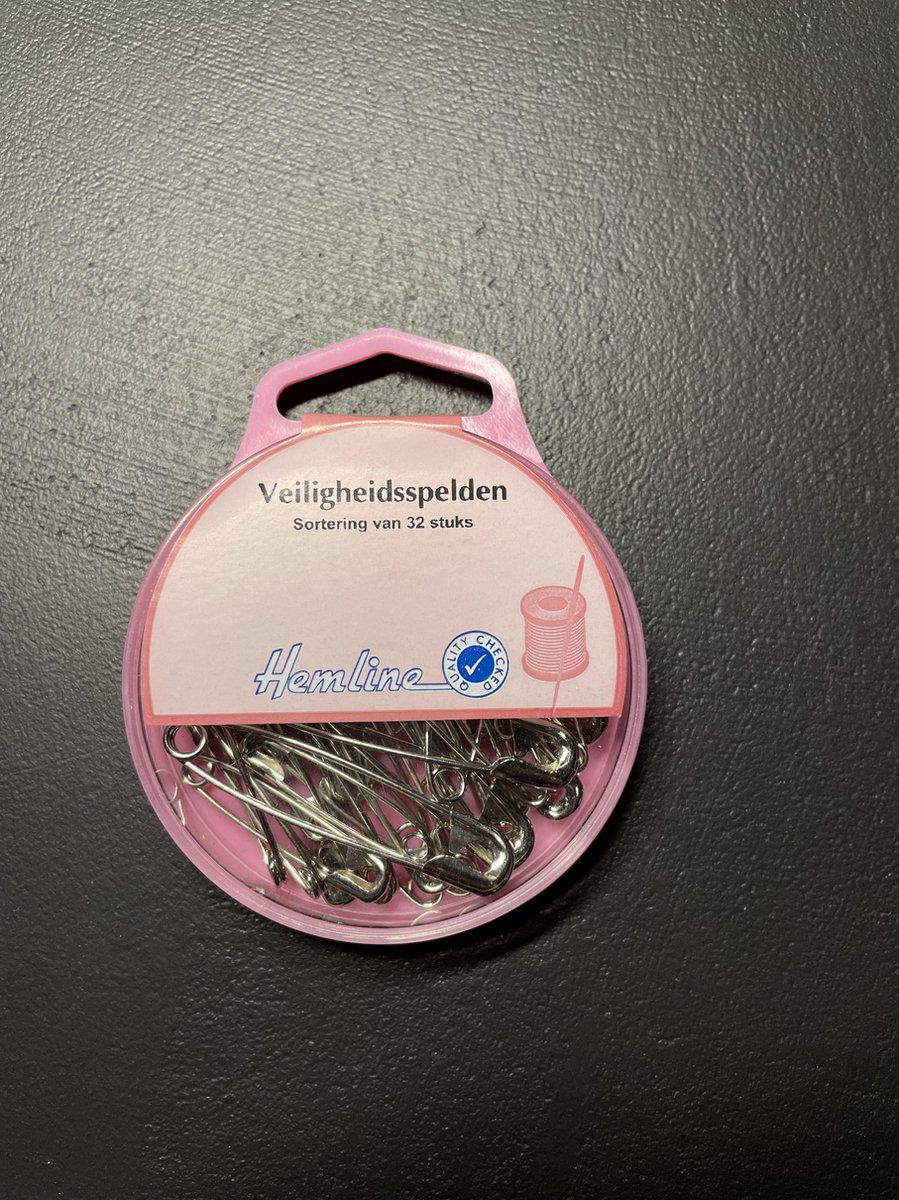 Veiligheidsspelden
Sortering van 32 stuks
Hemline
QUALITY CHECKED